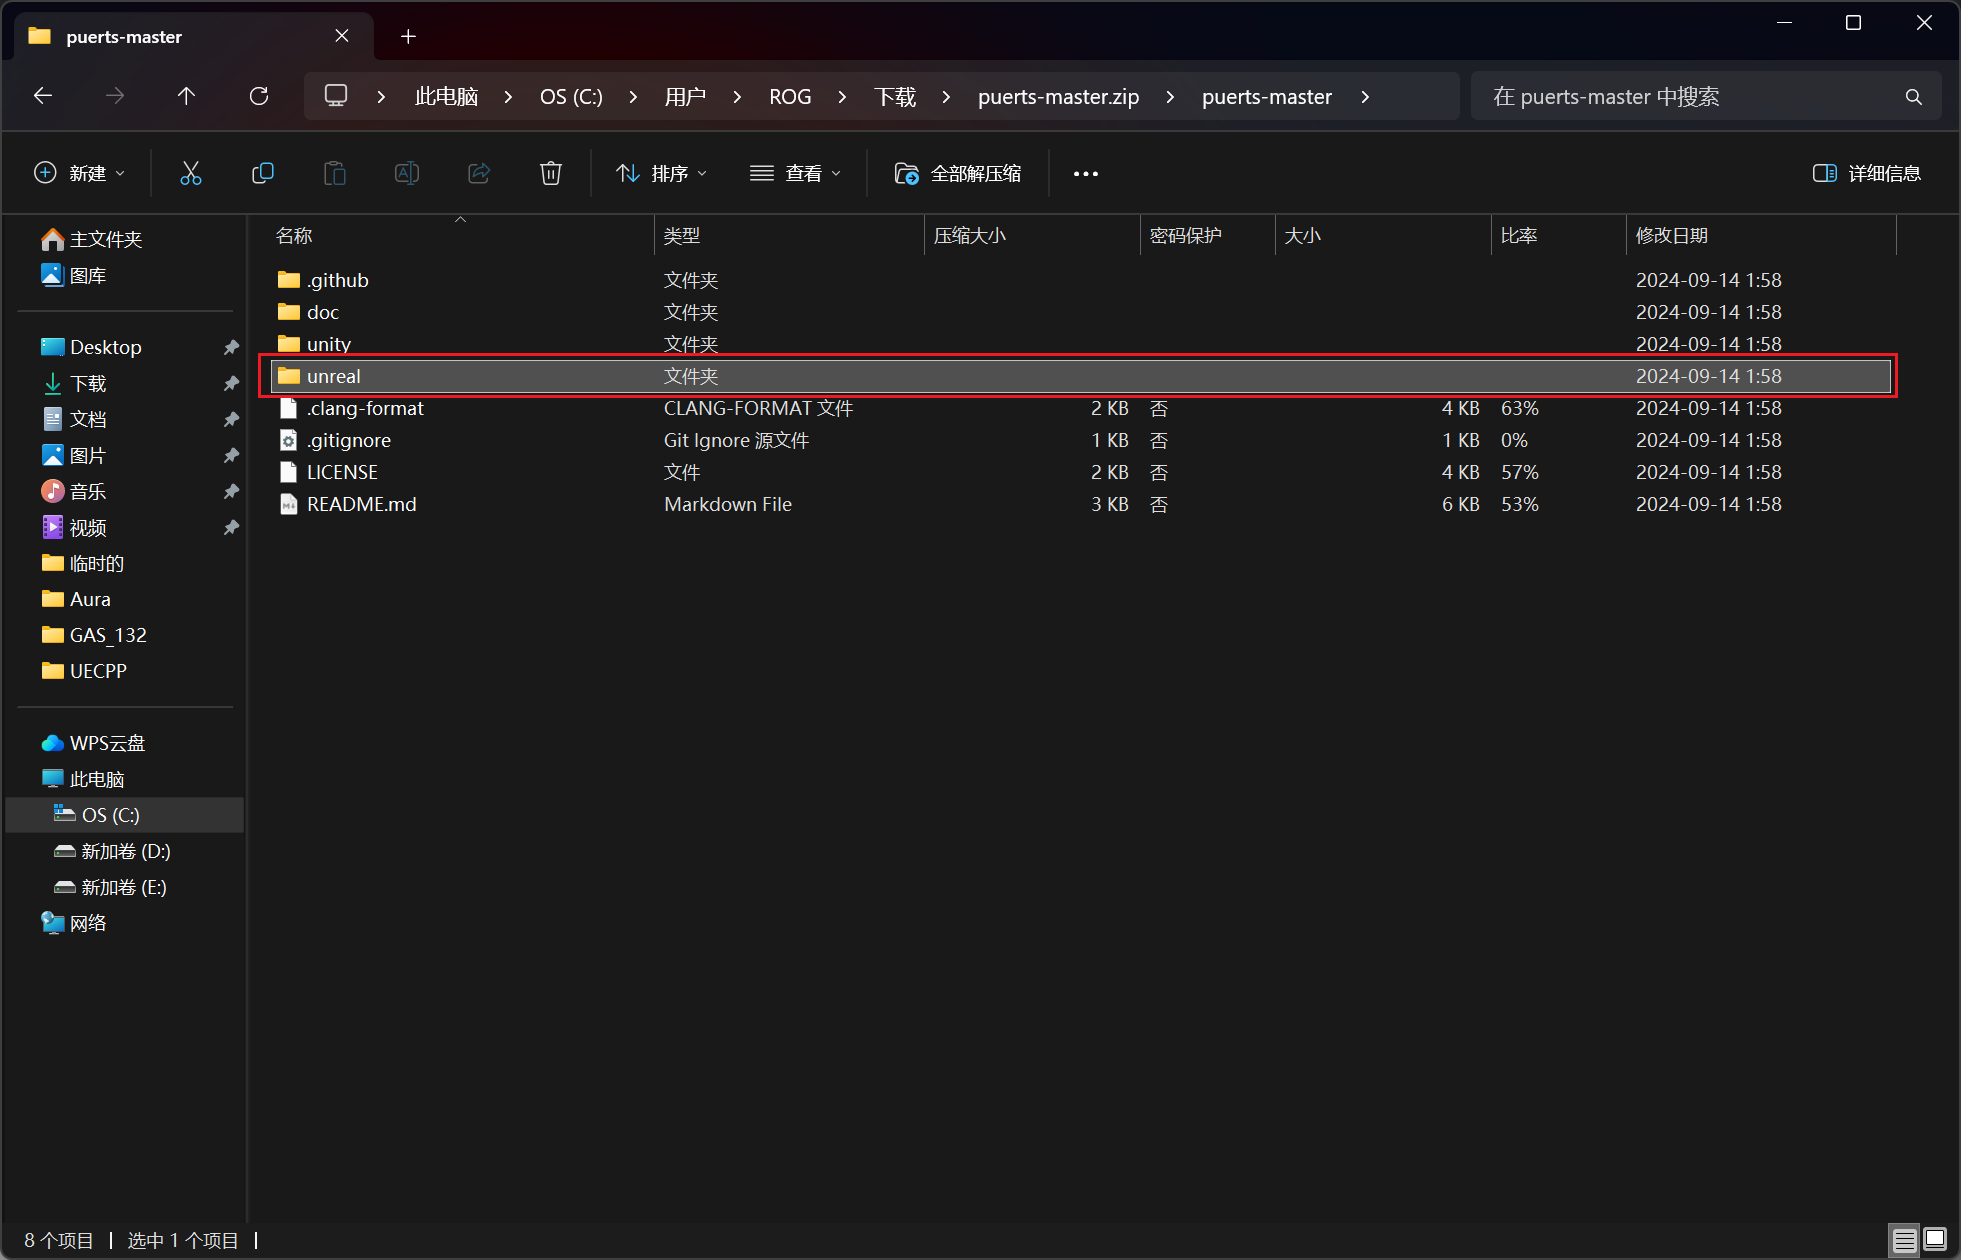 puerts-master
此电脑 OS (C:) 用户 ROG 下载 puerts-master.zip puerts-master 在 puerts-master 中搜索
新建 排序 查看 全部解压缩 详细信息
主文件夹
图库
Desktop
下载
文档
图片
音乐
视频
临时的
Aura
GAS_132
UECPP
WPS云盘
此电脑
OS (C:)
新加卷 (D:)
新加卷 (E:)
网络
名称 类型 压缩大小 密码保护 大小 比率 修改日期
.github 文件夹 2024-09-14 1:58
doc 文件夹 2024-09-14 1:58
unity 文件夹 2024-09-14 1:58
unreal 文件夹 2024-09-14 1:58
.clang-format CLANG-FORMAT 文件 2 KB 否 4 KB 63% 2024-09-14 1:58
.gitignore Git Ignore 源文件 1 KB 否 1 KB 0% 2024-09-14 1:58
LICENSE 文件 2 KB 否 4 KB 57% 2024-09-14 1:58
README.md Markdown File 3 KB 否 6 KB 53% 2024-09-14 1:58
8 个项目 选中 1 个项目